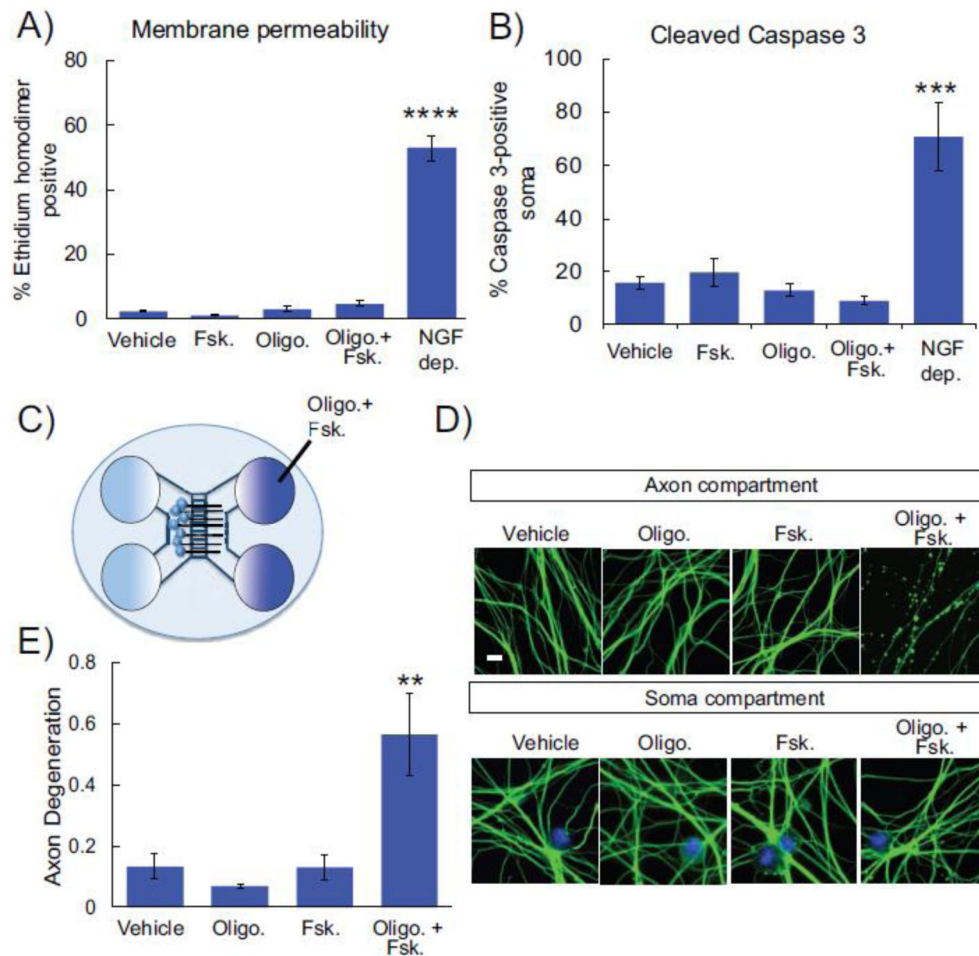 A)
Membrane permeability
% Ethidium homodimer
positive
80
60
40
20
0
****
Vehicle
Fsk.
Oligo.
Oligo.+
Fsk.
NGF
dep.
B)
Cleaved Caspase 3
% Caspase 3-positive
soma
100
80
60
40
20
0
***
Vehicle
Fsk.
Oligo.
Oligo.+
Fsk.
NGF
dep.
C)
Oligo.+
Fsk.
D)
Axon compartment
Vehicle
Oligo.
Fsk.
Oligo. +
Fsk.
Soma compartment
Vehicle
Oligo.
Fsk.
Oligo. +
Fsk.
E)
Axon Degeneration
0.8
0.6
0.4
0.2
0
**
Vehicle
Oligo.
Fsk.
Oligo. +
Fsk.